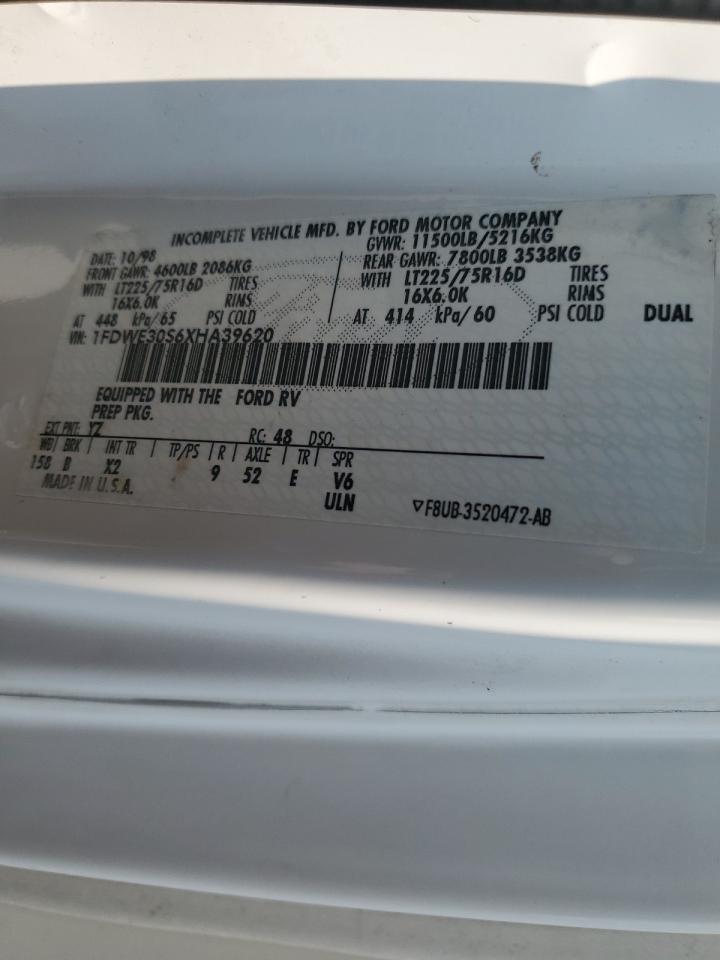 INCOMPLETE VEHICLE MFD. BY FORD MOTOR COMPANY
DATE: 10/98 GVWR: 11500LB/5216KG
FRONT GAWR: 4600LB 2086KG REAR GAWR: 7800LB 3538KG
WITH LT225/75R16D TIRES WITH LT225/75R16D TIRES
16X6.0K RIMS 16X6.0K RIMS
AT 448 kPa/65 PSI COLD AT 414 kPa/60 PSI COLD DUAL
VIN: 1FDWE30S6XHA39620
EQUIPPED WITH THE FORD RV
PREP PKG.
EXT PNT: YZ RC: 48 DSO:
WB BRK INT TR TP/PS R AXLE TR SPR
158 B X2 9 52 E V6
MADE IN U.S.A. ULN
▽F8UB-3520472-AB